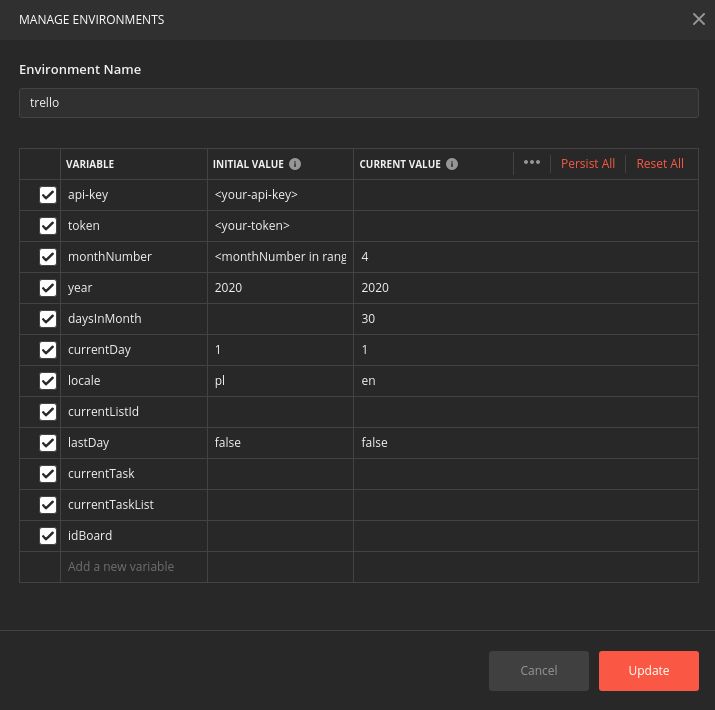 MANAGE ENVIRONMENTS
Environment Name
trello
VARIABLE INITIAL VALUE CURRENT VALUE Persist All Reset All
api-key <your-api-key>
token <your-token>
monthNumber <monthNumber in rang 4
year 2020 2020
daysInMonth 30
currentDay 1 1
locale pl en
currentListId
lastDay false false
currentTask
currentTaskList
idBoard
Add a new variable
Cancel Update